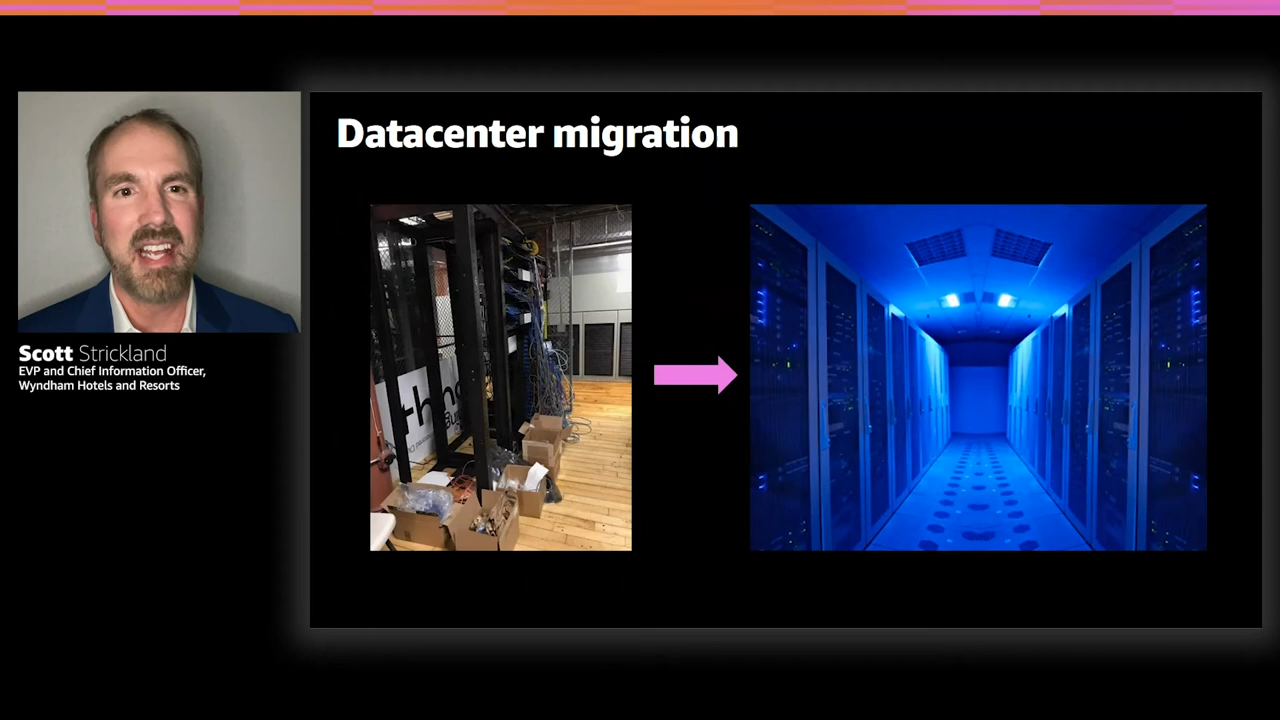 Datacenter migration
Scott Strickland
EVP and Chief Information Officer,
Wyndham Hotels and Resorts